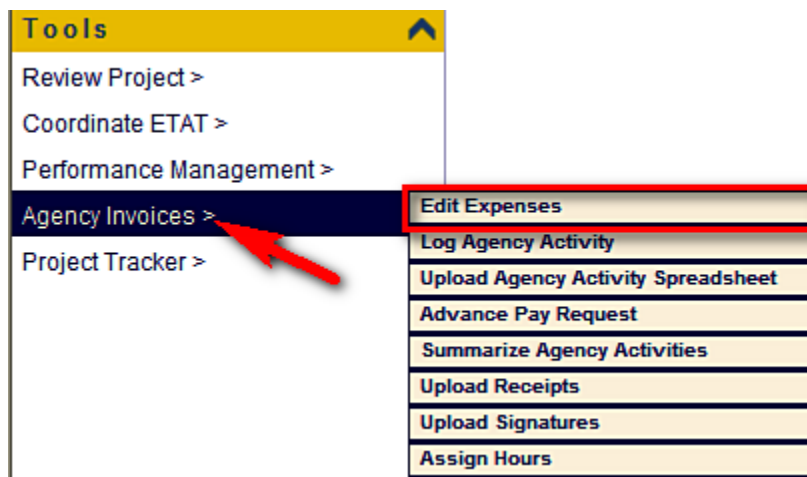 Tools
Review Project >
Coordinate ETAT >
Performance Management >
Agency Invoices >
Project Tracker >
Edit Expenses
Log Agency Activity
Upload Agency Activity Spreadsheet
Advance Pay Request
Summarize Agency Activities
Upload Receipts
Upload Signatures
Assign Hours